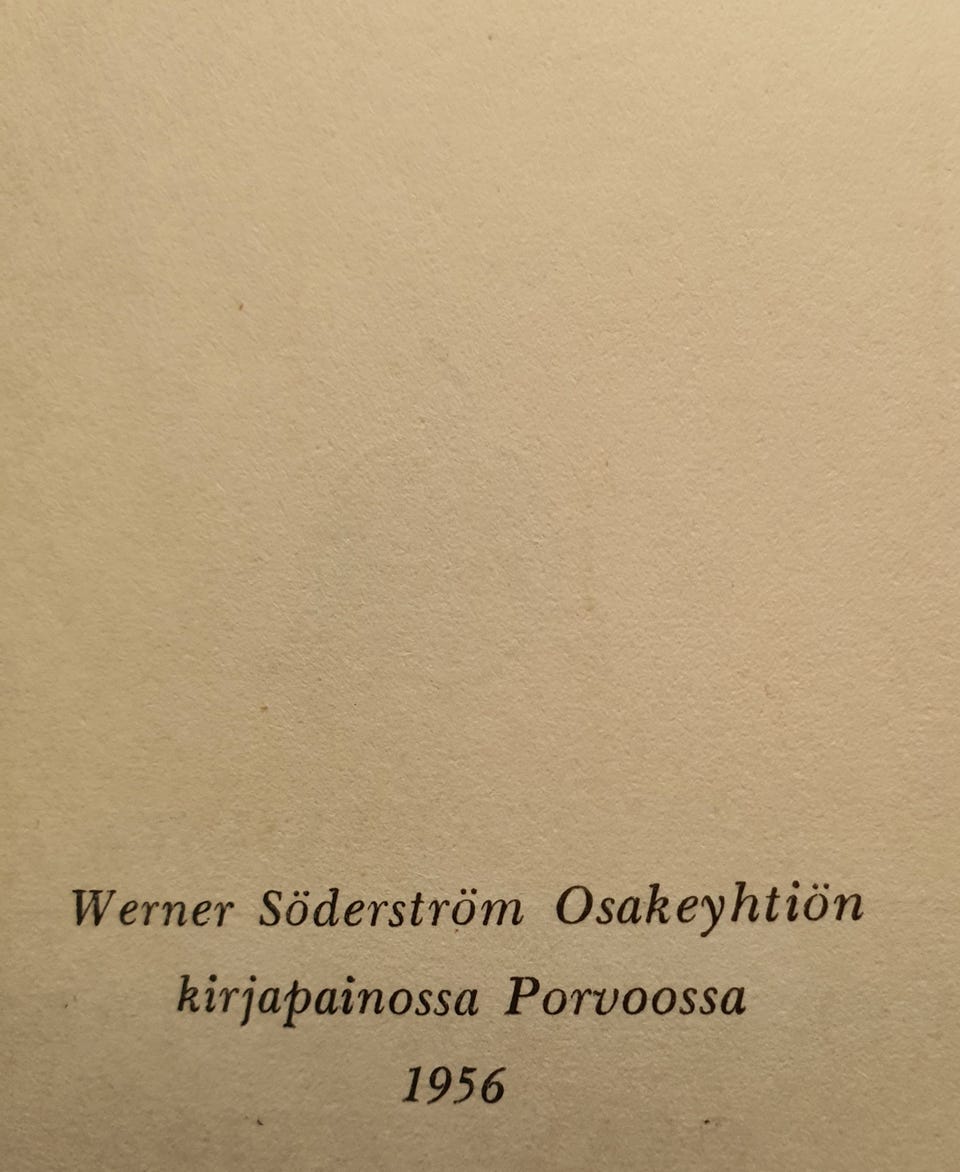 Werner Söderström Osakeyhtiön
kirjapainossa Porvoossa
1956